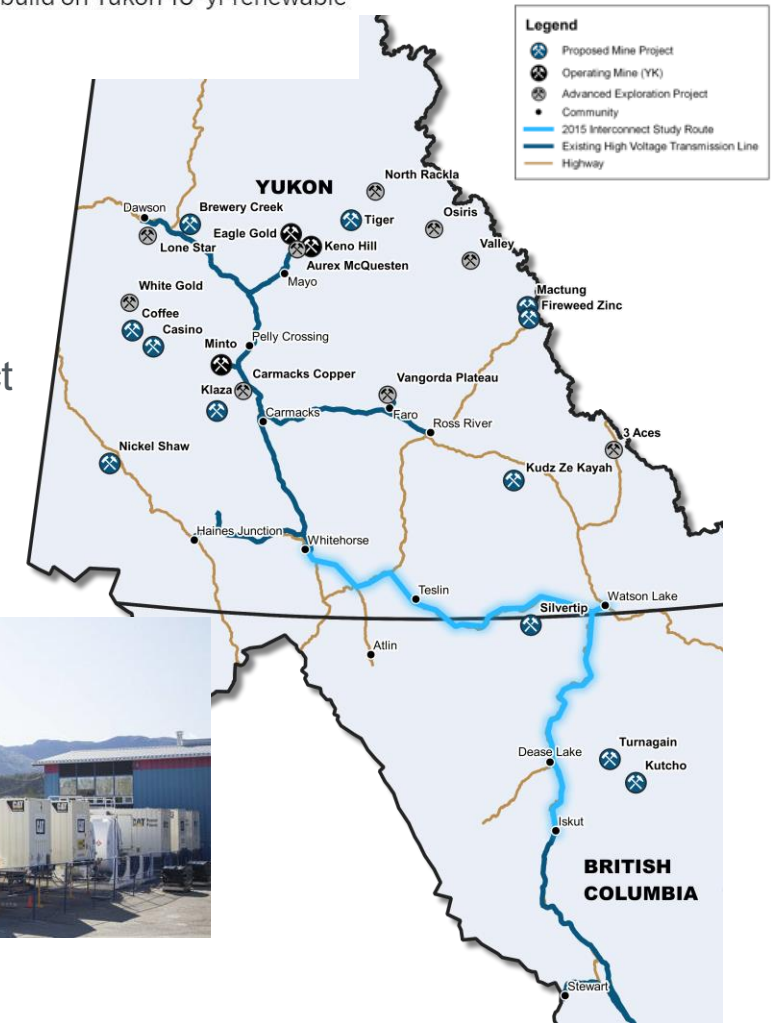 build on Yukon 10-yr renewable
Legend
Proposed Mine Project
Operating Mine (YK)
Advanced Exploration Project
Community
2015 Interconnect Study Route
Existing High Voltage Transmission Line
Highway
YUKON
North Rackla
Dawson
Brewery Creek
Tiger
Osiris
Eagle Gold
Keno Hill
Lone Star
Valley
Aurex McQuesten
Mayo
White Gold
Mactung
Coffee
Fireweed Zinc
Casino
Pelly Crossing
Minto
ct
Carmacks Copper
Vangorda Plateau
Klaza
Carmacks
Faro
Ross River
3 Aces
Nickel Shaw
Kudz Ze Kayah
Haines Junction
Whitehorse
Teslin
Watson Lake
Silvertip
Atlin
Turnagain
Dease Lake
Kutcho
CAT
CAT
CAT
Iskut
BRITISH
COLUMBIA
Stewart